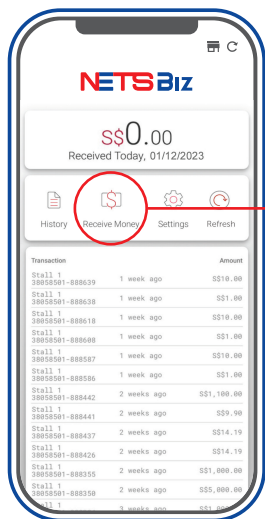 NETSBIZ
S$0.00
Received Today, 01/12/2023
History Receive Money Settings Refresh
Transaction Amount
Stall 1
38058501-888639 1 week ago S$10.00
Stall 1
38058501-888638 1 week ago S$1.00
Stall 1
38058501-888610 1 week ago S$10.00
Stall 1
38058501-888608 1 week ago S$1.00
Stall 1
38058501-888587 1 week ago S$10.00
Stall 1
38058501-888586 1 week ago S$1.00
Stall 1
38058501-888442 2 weeks ago S$1,100.00
Stall 1
38058501-888441 2 weeks ago S$9.90
Stall 1
38058501-888437 2 weeks ago S$14.19
Stall 1
38058501-888426 2 weeks ago S$14.19
Stall 1
38058501-888355 2 weeks ago S$1,000.00
Stall 1
38058501-888350 2 weeks ago S$5,000.00
Stall 1